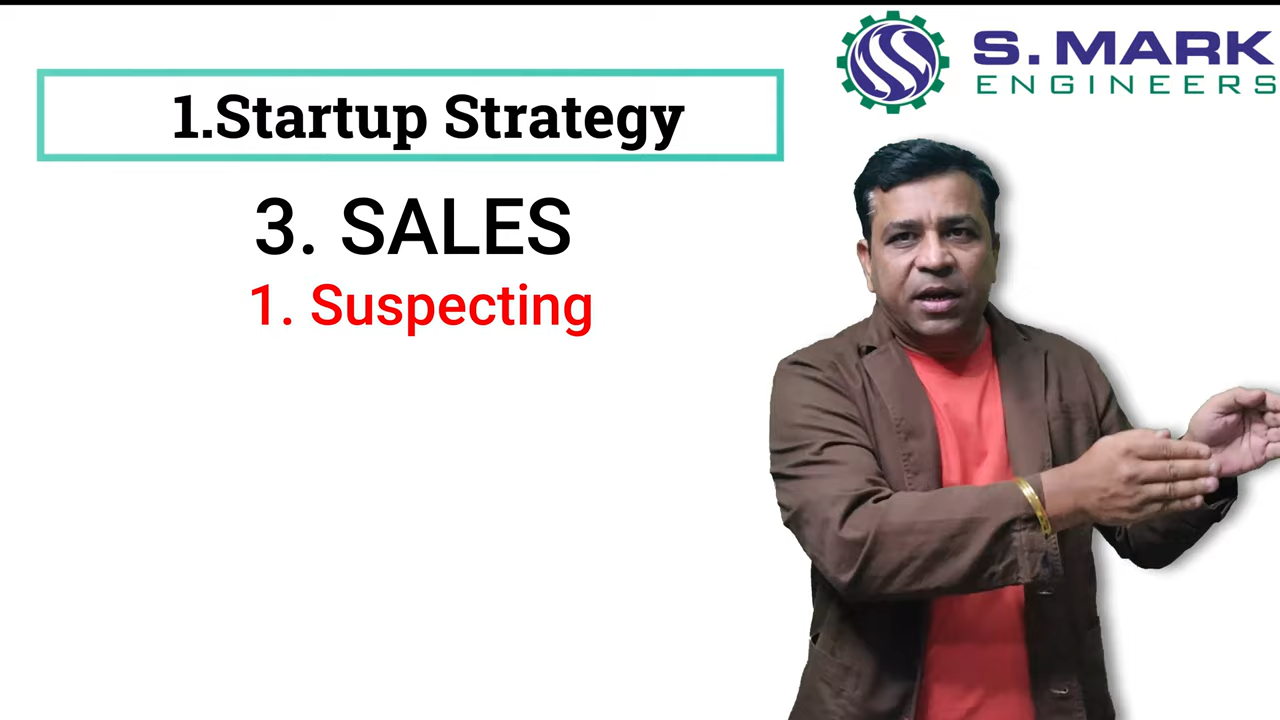 S. MARK
ENGINEERS
1.Startup Strategy
3. SALES
1. Suspecting